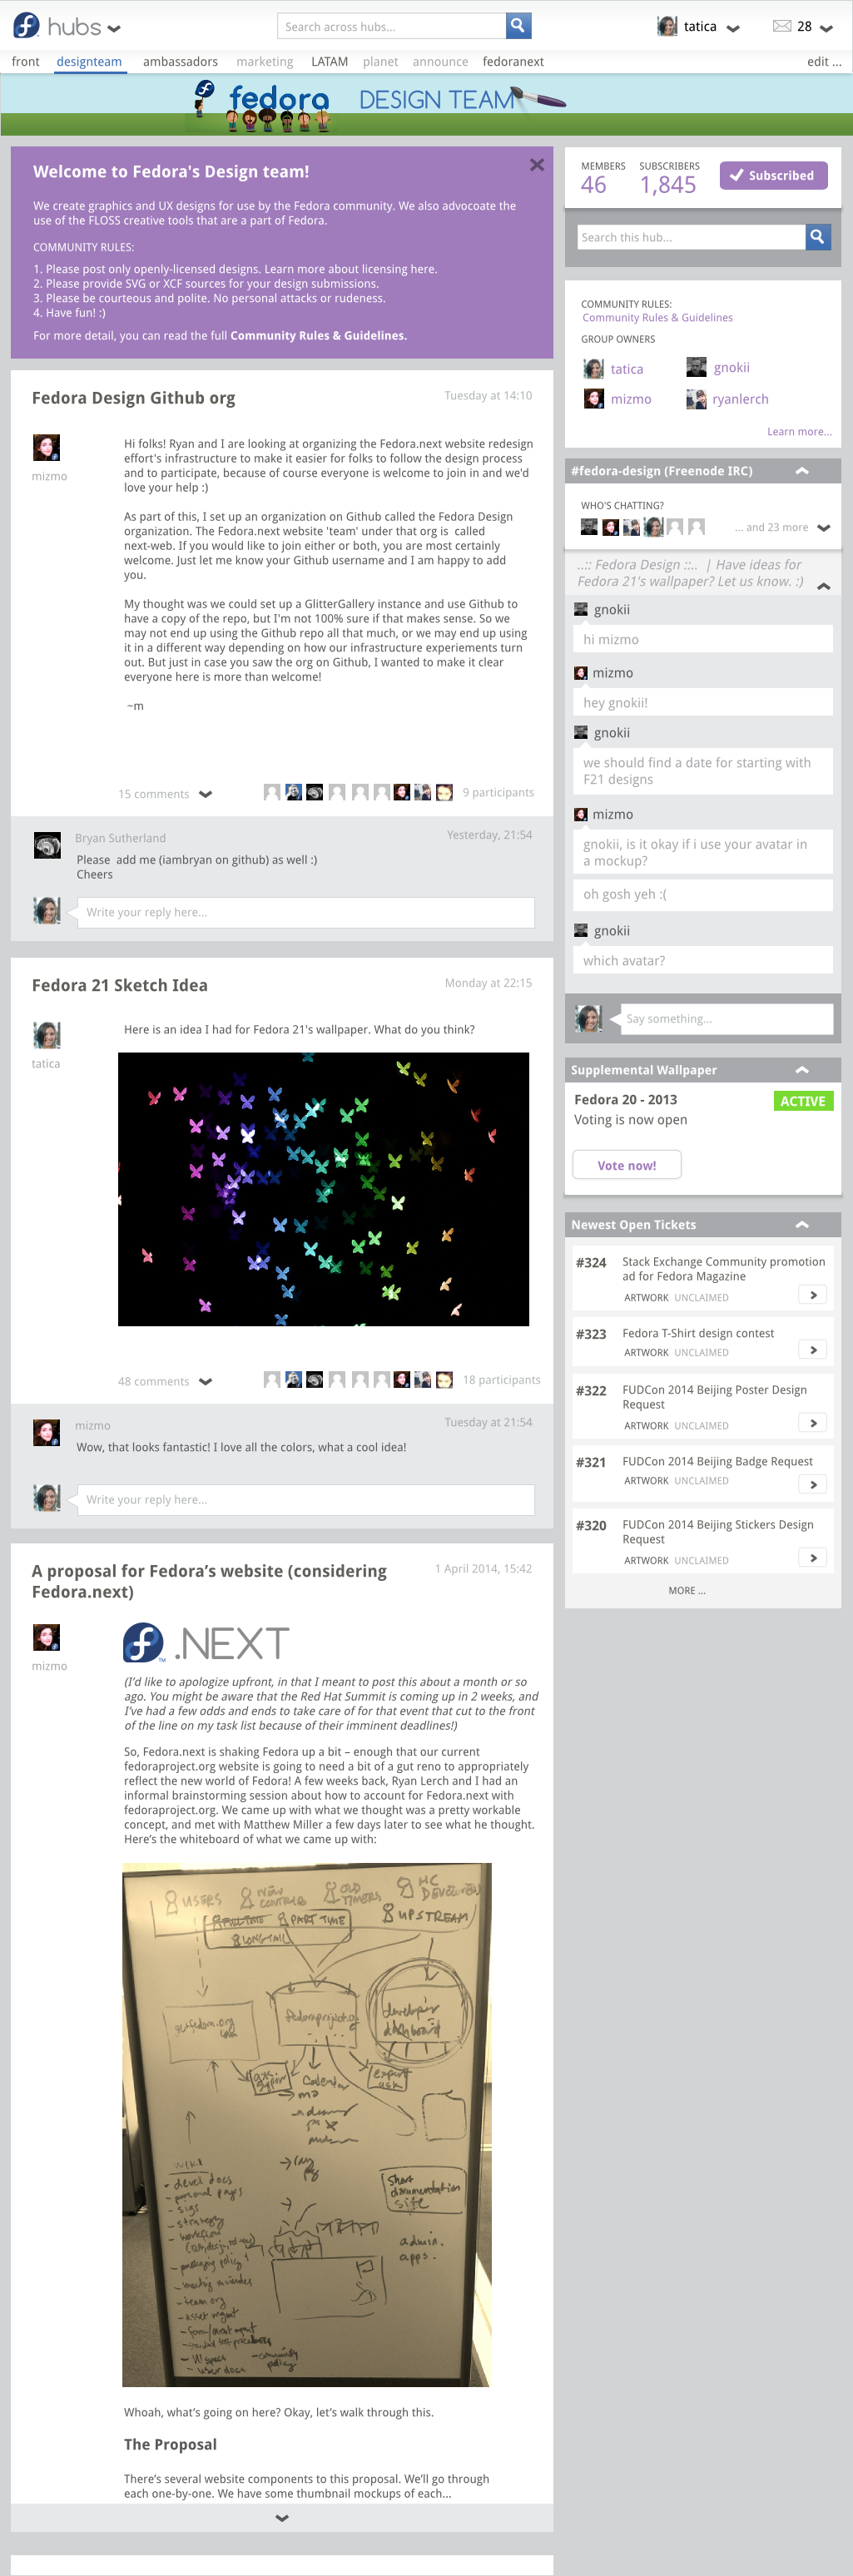 hubs
Search across hubs...
tatica
28
front designteam ambassadors marketing LATAM planet announce fedoranext edit ...
fedora DESIGN TEAM
Welcome to Fedora's Design team!
We create graphics and UX designs for use by the Fedora community. We also advocoate the
use of the FLOSS creative tools that are a part of Fedora.
COMMUNITY RULES:
1. Please post only openly-licensed designs. Learn more about licensing here.
2. Please provide SVG or XCF sources for your design submissions.
3. Please be courteous and polite. No personal attacks or rudeness.
4. Have fun! :)
For more detail, you can read the full Community Rules & Guidelines.
Fedora Design Github org
Tuesday at 14:10
mizmo
Hi folks! Ryan and I are looking at organizing the Fedora.next website redesign
effort's infrastructure to make it easier for folks to follow the design process
and to participate, because of course everyone is welcome to join in and we'd
love your help :)
As part of this, I set up an organization on Github called the Fedora Design
organization. The Fedora.next website 'team' under that org is called
next-web. If you would like to join either or both, you are most certainly
welcome. Just let me know your Github username and I am happy to add
you.
My thought was we could set up a GlitterGallery instance and use Github to
have a copy of the repo, but I'm not 100% sure if that makes sense. So we
may not end up using the Github repo all that much, or we may end up using
it in a different way depending on how our infrastructure experiements turn
out. But just in case you saw the org on Github, I wanted to make it clear
everyone here is more than welcome!
~m
15 comments
9 participants
Bryan Sutherland
Yesterday, 21:54
Please add me (iambryan on github) as well :)
Cheers
Write your reply here...
Fedora 21 Sketch Idea
Monday at 22:15
tatica
Here is an idea I had for Fedora 21's wallpaper. What do you think?
48 comments
18 participants
mizmo
Tuesday at 21:54
Wow, that looks fantastic! I love all the colors, what a cool idea!
Write your reply here...
A proposal for Fedora’s website (considering
Fedora.next)
1 April 2014, 15:42
mizmo
.NEXT
TM
(I’d like to apologize upfront, in that I meant to post this about a month or so
ago. You might be aware that the Red Hat Summit is coming up in 2 weeks, and
I’ve had a few odds and ends to take care of for that event that cut to the front
of the line on my task list because of their imminent deadlines!)
So, Fedora.next is shaking Fedora up a bit – enough that our current
fedoraproject.org website is going to need a bit of a gut reno to appropriately
reflect the new world of Fedora! A few weeks back, Ryan Lerch and I had an
informal brainstorming session about how to account for Fedora.next with
fedoraproject.org. We came up with what we thought was a pretty workable
concept, and met with Matthew Miller a few days later to see what he thought.
Here’s the whiteboard of what we came up with:
USERS
OLD
TIMERS
PART TIME
UPSTREAM
LONGTAIL
developer
dashboard
Calendar
Short
documentation
site
WIKI
- devel docs
- personal pages
- sigs
- strategy
- workflow
admin.
apps.
- meeting minutes
- team org
- asset mgmt
- user docs
- community
policy
Whoah, what’s going on here? Okay, let’s walk through this.
The Proposal
There’s several website components to this proposal. We’ll go through
each one-by-one. We have some thumbnail mockups of each...
MEMBERS
46
SUBSCRIBERS
1,845
Subscribed
Search this hub...
COMMUNITY RULES:
Community Rules & Guidelines
GROUP OWNERS
tatica
gnokii
mizmo
ryanlerch
Learn more...
#fedora-design (Freenode IRC)
WHO'S CHATTING?
... and 23 more
..:: Fedora Design ::.. | Have ideas for
Fedora 21's wallpaper? Let us know. :)
gnokii
hi mizmo
mizmo
hey gnokii!
gnokii
we should find a date for starting with
F21 designs
mizmo
gnokii, is it okay if i use your avatar in
a mockup?
oh gosh yeh :(
gnokii
which avatar?
Say something...
Supplemental Wallpaper
Fedora 20 - 2013
ACTIVE
Voting is now open
Vote now!
Newest Open Tickets
#324
Stack Exchange Community promotion
ad for Fedora Magazine
ARTWORK UNCLAIMED
#323
Fedora T-Shirt design contest
ARTWORK UNCLAIMED
#322
FUDCon 2014 Beijing Poster Design
Request
ARTWORK UNCLAIMED
#321
FUDCon 2014 Beijing Badge Request
ARTWORK UNCLAIMED
#320
FUDCon 2014 Beijing Stickers Design
Request
ARTWORK UNCLAIMED
MORE ...